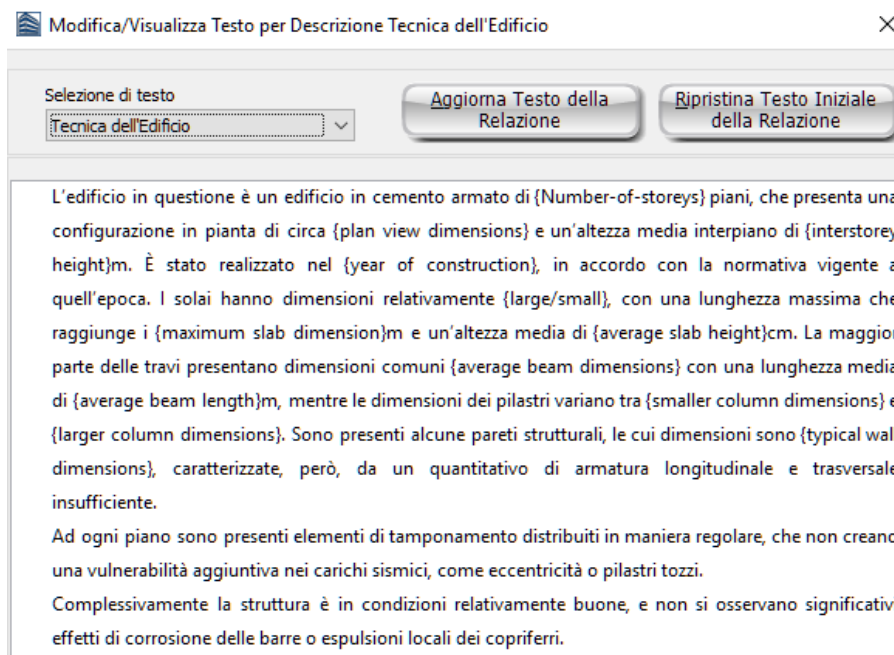 Modifica/Visualizza Testo per Descrizione Tecnica dell'Edificio
Selezione di testo
Tecnica dell'Edificio
Aggiorna Testo della
Relazione
Ripristina Testo Iniziale
della Relazione
L'edificio in questione è un edificio in cemento armato di {Number-of-storeys} piani, che presenta una
configurazione in pianta di circa {plan view dimensions} e un'altezza media interpiano di {interstorey
height}m. È stato realizzato nel {year of construction}, in accordo con la normativa vigente a
quell'epoca. I solai hanno dimensioni relativamente {large/small}, con una lunghezza massima che
raggiunge i {maximum slab dimension}m e un'altezza media di {average slab height}cm. La maggior
parte delle travi presentano dimensioni comuni {average beam dimensions} con una lunghezza media
di {average beam length}m, mentre le dimensioni dei pilastri variano tra {smaller column dimensions} e
{larger column dimensions}. Sono presenti alcune pareti strutturali, le cui dimensioni sono {typical wal
dimensions}, caratterizzate, però, da un quantitativo di armatura longitudinale e trasversale
insufficiente.
Ad ogni piano sono presenti elementi di tamponamento distribuiti in maniera regolare, che non creano
una vulnerabilità aggiuntiva nei carichi sismici, come eccentricità o pilastri tozzi.
Complessivamente la struttura è in condizioni relativamente buone, e non si osservano significativ
effetti di corrosione delle barre o espulsioni locali dei copriferri.